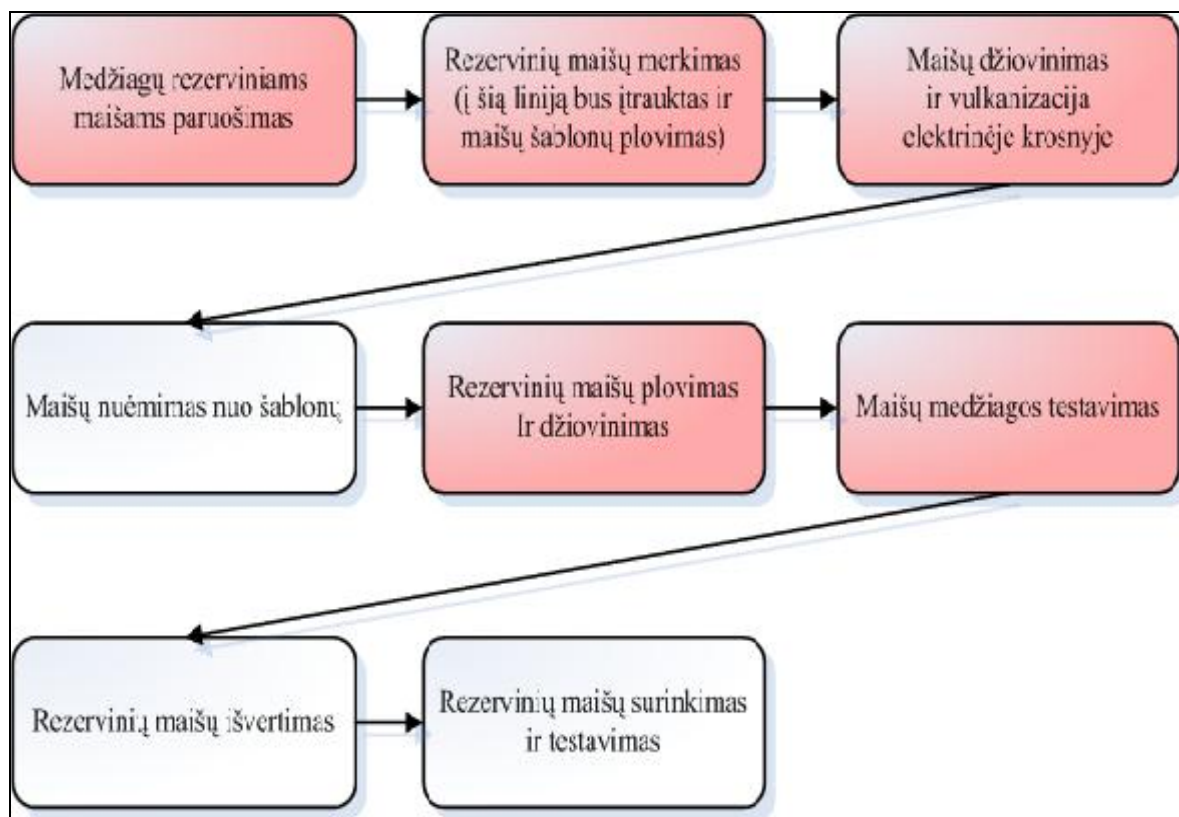 Medžiagų rezerviniams
maišams paruošimas
Rezervinių maišų merkimas
(į šią liniją bus įtrauktas ir
maišų šablonų plovimas)
Maišų džiovinimas
ir vulkanizacija
elektrinėje krosnyje
Maišų nuėmimas nuo šablonų
Rezervinių maišų plovimas
Ir džiovinimas
Maišų medžiagos testavimas
Rezervinių maišų išvertimas
Rezervinių maišų surinkimas
ir testavimas